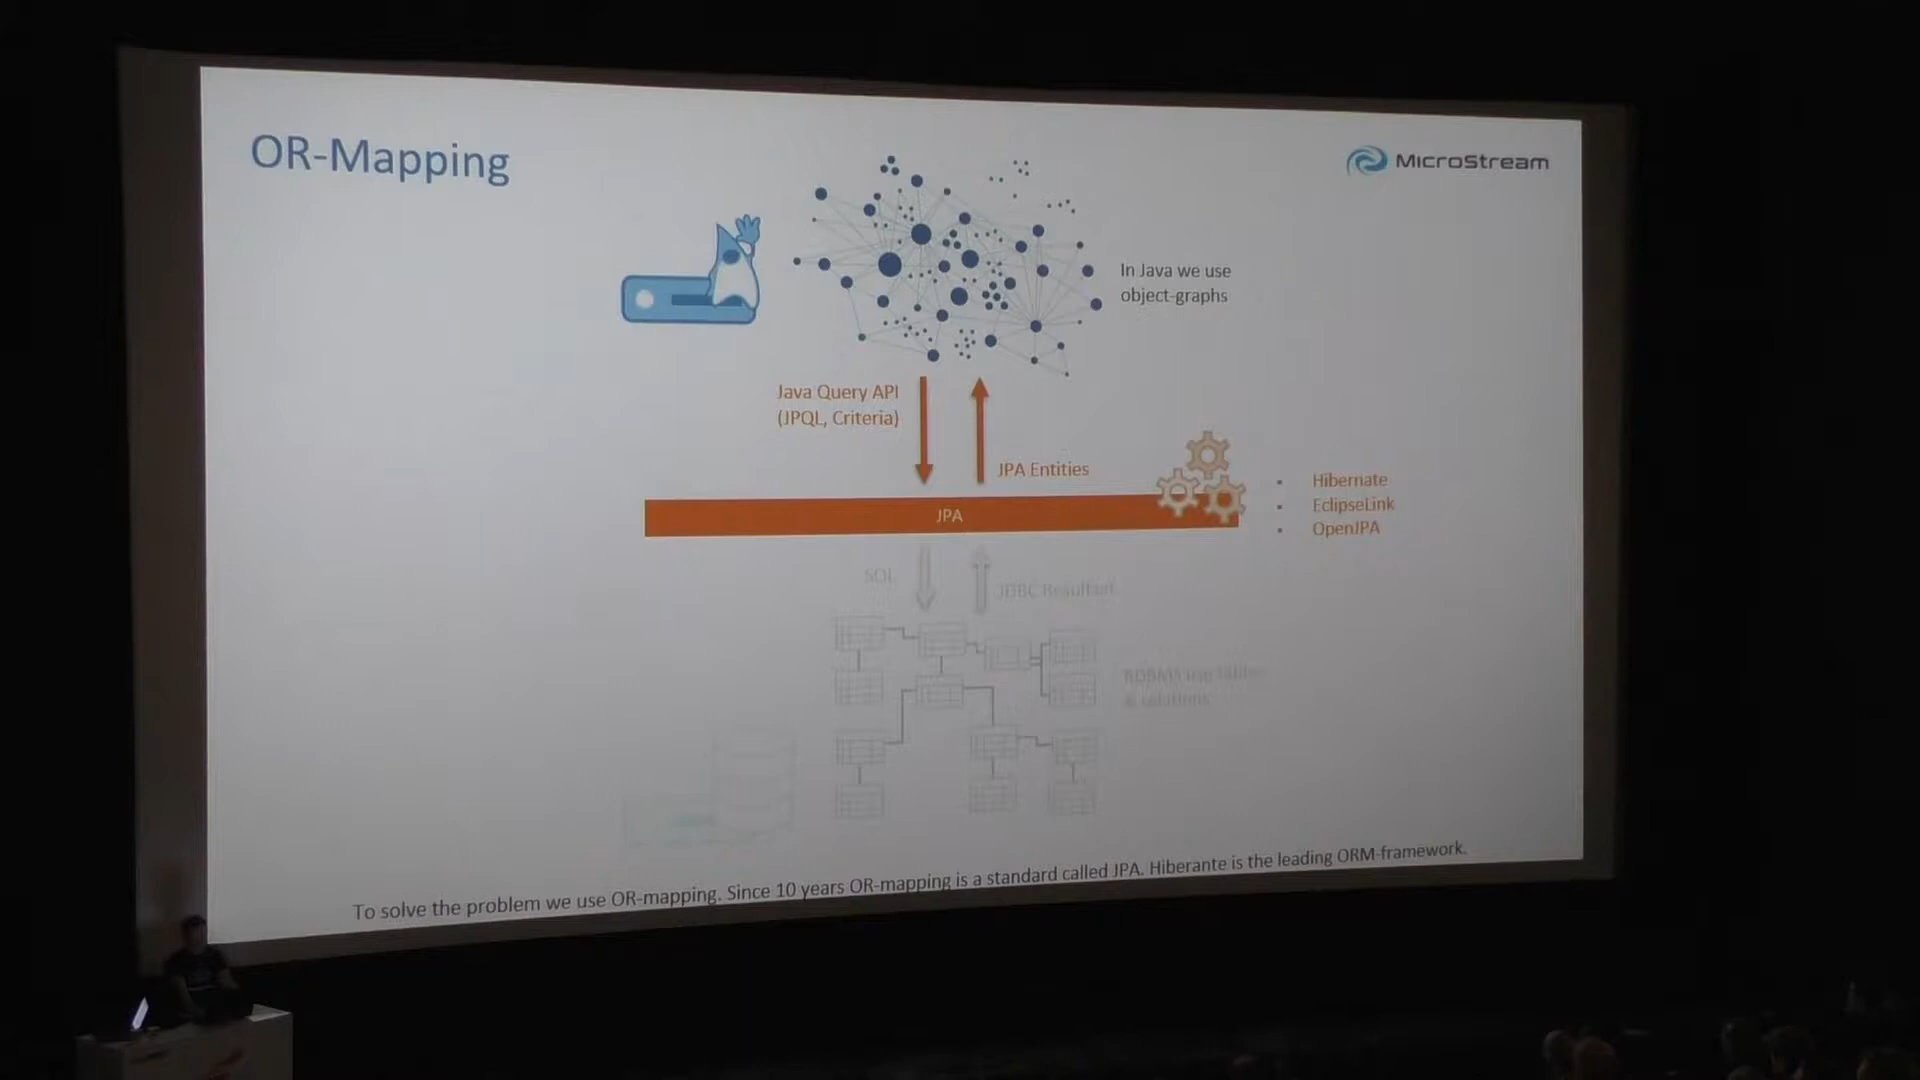 OR-Mapping
MicroStream
In Java we use
object-graphs
Java Query API
(JPQL, Criteria)
JPA Entities
JPA
Hibernate
EclipseLink
OpenJPA
SQL
JDBC Resultset
RDBMS use tables
& relations
To solve the problem we use OR-mapping. Since 10 years OR-mapping is a standard called JPA. Hiberante is the leading ORM-framework.